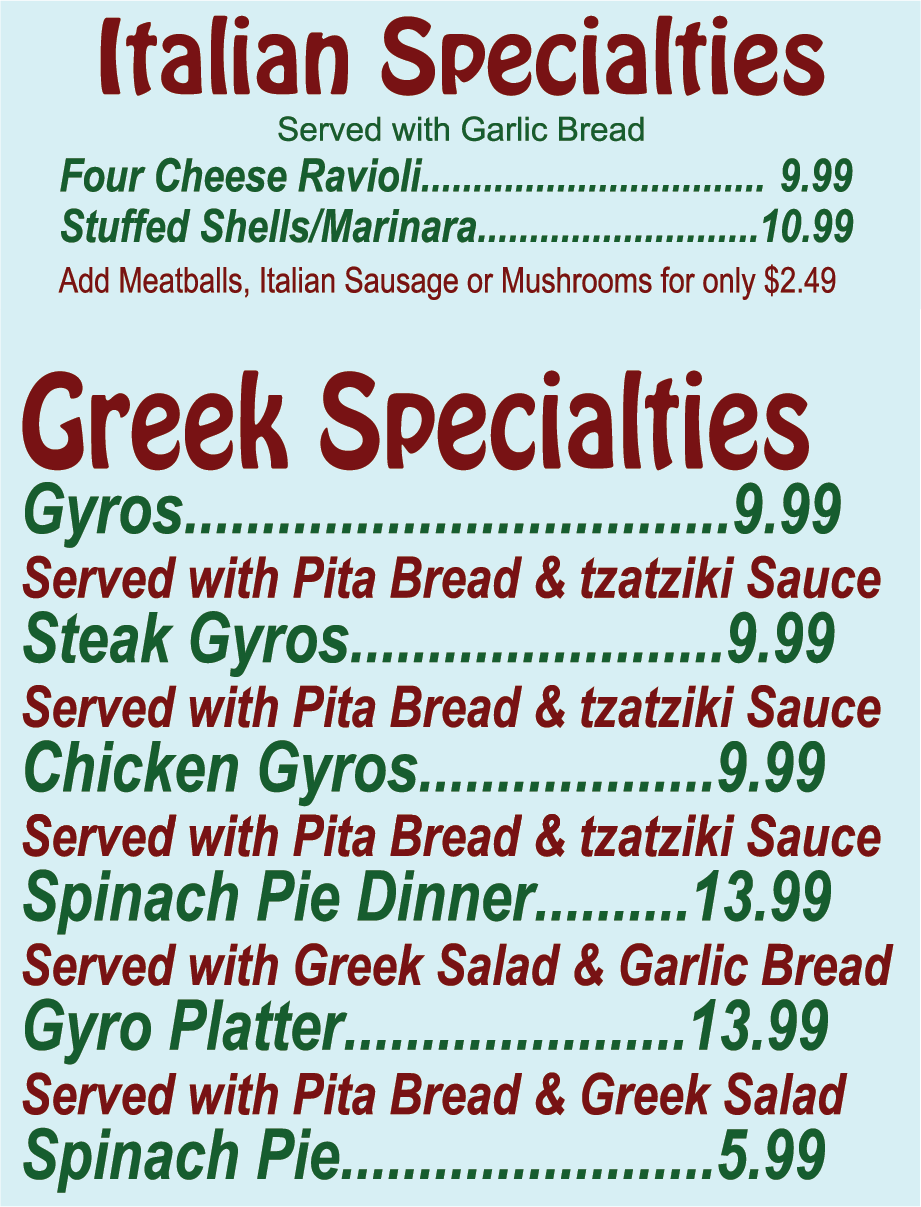 Italian Specialties
Served with Garlic Bread
Four Cheese Ravioli................................. 9.99
Stuffed Shells/Marinara...........................10.99
Add Meatballs, Italian Sausage or Mushrooms for only $2.49
Greek Specialties
Gyros...................................9.99
Served with Pita Bread & tzatziki Sauce
Steak Gyros........................9.99
Served with Pita Bread & tzatziki Sauce
Chicken Gyros...................9.99
Served with Pita Bread & tzatziki Sauce
Spinach Pie Dinner..........13.99
Served with Greek Salad & Garlic Bread
Gyro Platter......................13.99
Served with Pita Bread & Greek Salad
Spinach Pie........................5.99